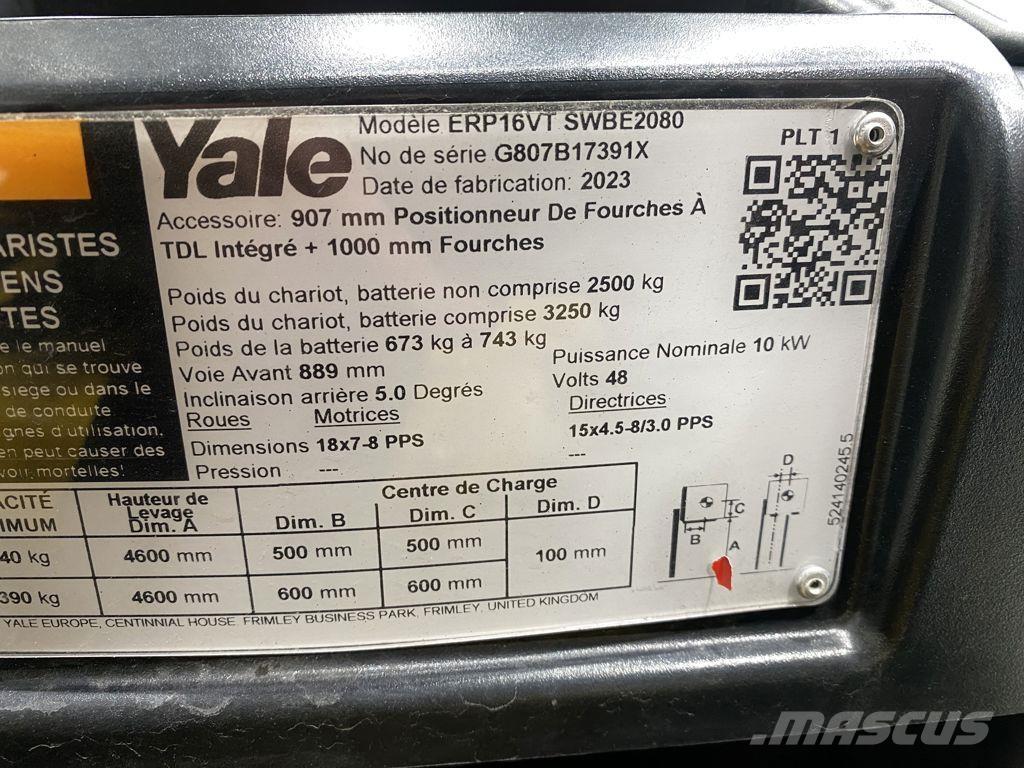 Yale
Modèle ERP16VT SWBE2080
No de série G807B17391X
Date de fabrication: 2023
PLT 1
Accessoire: 907 mm Positionneur De Fourches À
TDL Intégré + 1000 mm Fourches
Poids du chariot, batterie non comprise 2500 kg
Poids du chariot, batterie comprise 3250 kg
Poids de la batterie 673 kg à 743 kg
Puissance Nominale 10 kW
Voie Avant 889 mm
Volts 48
Inclinaison arrière 5.0 Degrés
Roues Motrices Directrices
Dimensions 18x7-8 PPS 15x4.5-8/3.0 PPS
Pression --- ---
ARISTES
ENS
TES
e le manuel
on qui se trouve
siege ou dans le
de conduite
gnes d'utilisation.
en peut causer des
voir mortelles!
ACITÉ Hauteur de Centre de Charge
IMUM Levage
Dim. A Dim. B Dim. C Dim. D
40 kg 4600 mm 500 mm 500 mm 100 mm
390 kg 4600 mm 600 mm 600 mm
B C A D
524140245.5
YALE EUROPE, CENTINNIAL HOUSE FRIMLEY BUSINESS PARK, FRIMLEY, UNITED KINGDOM
MASCUS